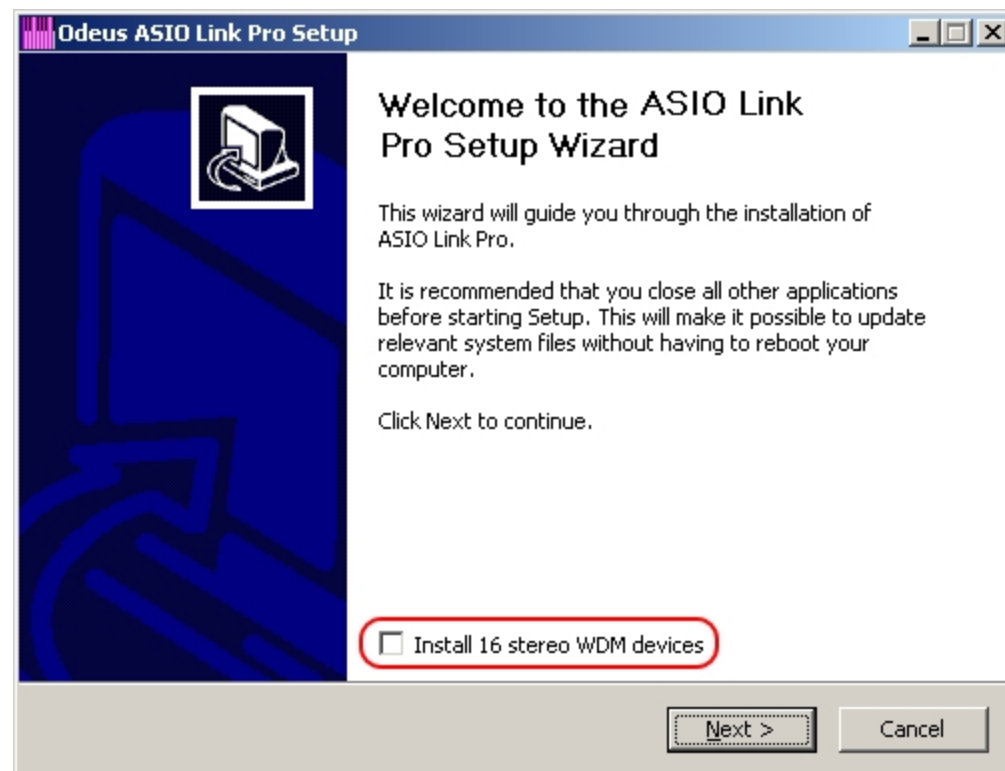 Odeus ASIO Link Pro Setup
Welcome to the ASIO Link
Pro Setup Wizard
This wizard will guide you through the installation of
ASIO Link Pro.
It is recommended that you close all other applications
before starting Setup. This will make it possible to update
relevant system files without having to reboot your
computer.
Click Next to continue.
Install 16 stereo WDM devices
Next >
Cancel